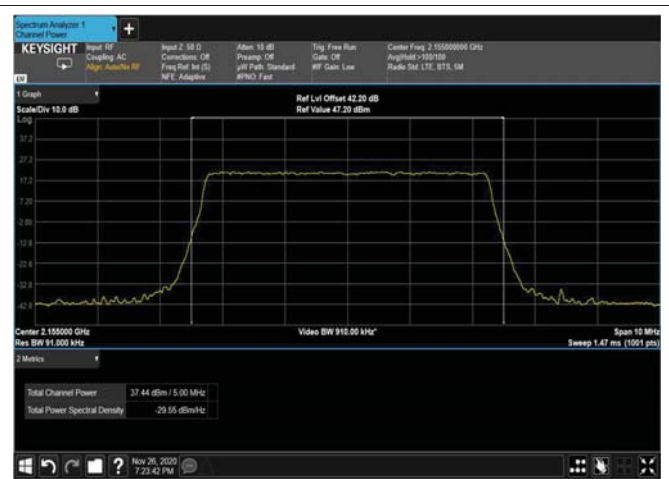 Spectrum Analyzer 1
Channel Power
+
KEYSIGHT
Input: RF
Coupling: AC
Align: Auto/No RF
Input Z: 50 Ω
Corrections: Off
Freq Ref: Int (S)
NFE: Adaptive
Atten: 10 dB
Preamp: Off
µW Path: Standard
#PNO: Fast
Trig: Free Run
Gate: Off
#IF Gain: Low
Center Freq: 2.155000000 GHz
Avg|Hold:>100/100
Radio Std: LTE, BTS, 5M
1 Graph
Scale/Div 10.0 dB
Ref Lvl Offset 42.20 dB
Ref Value 47.20 dBm
Log
37.2
27.2
17.2
7.20
-2.80
-12.8
-22.8
-32.8
-42.8
Center 2.155000 GHz
Res BW 91.000 kHz
Video BW 910.00 kHz*
Span 10 MHz
Sweep 1.47 ms (1001 pts)
2 Metrics
Total Channel Power 37.44 dBm / 5.00 MHz
Total Power Spectral Density -29.55 dBm/Hz
?
Nov 26, 2020
7:23:42 PM